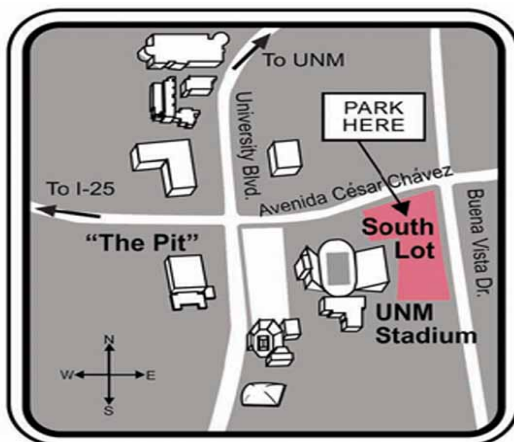 To UNM
PARK
HERE
University Blvd.
To I-25
Avenida César Chávez
"The Pit"
South
Lot
Buena Vista Dr.
UNM
Stadium
N
W
E
S